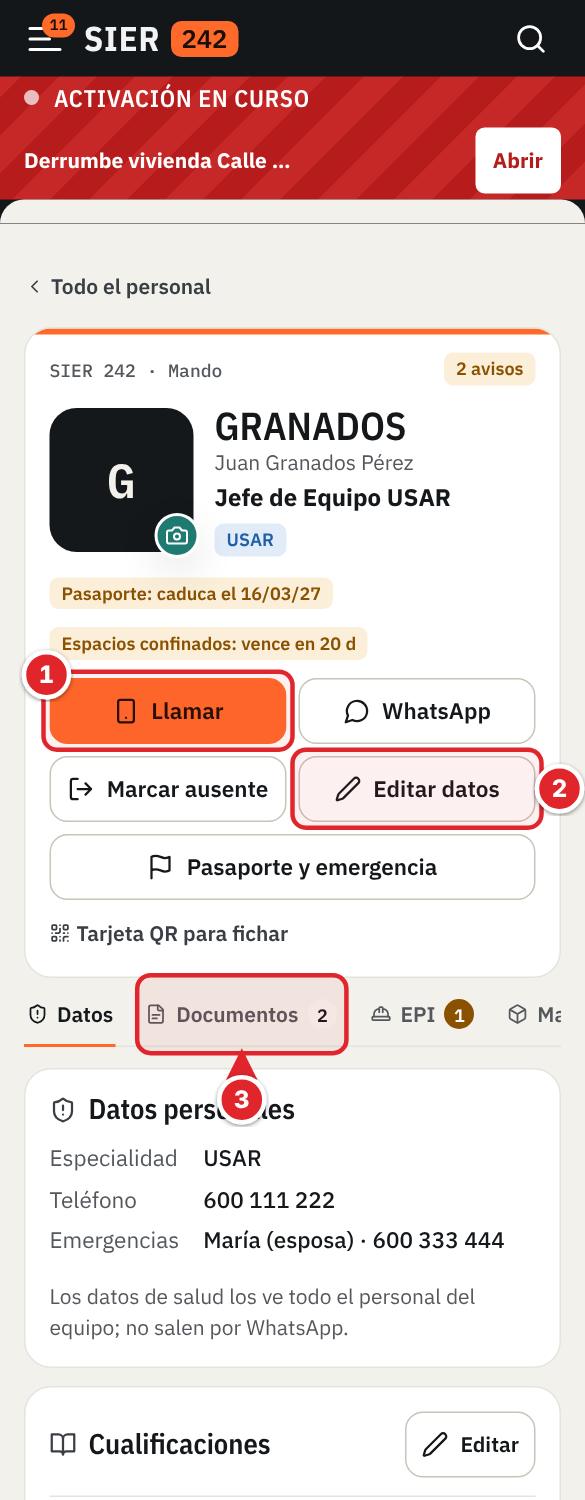 11
SIER 242
ACTIVACIÓN EN CURSO
Derrumbe vivienda Calle ...
Abrir
Todo el personal
SIER 242 · Mando
2 avisos
G
GRANADOS
Juan Granados Pérez
Jefe de Equipo USAR
USAR
Pasaporte: caduca el 16/03/27
Espacios confinados: vence en 20 d
1
Llamar
WhatsApp
Marcar ausente
Editar datos
2
Pasaporte y emergencia
Tarjeta QR para fichar
Datos
Documentos 2
EPI 1
Ma
3
Datos perso es
Especialidad USAR
Teléfono 600 111 222
Emergencias María (esposa) · 600 333 444
Los datos de salud los ve todo el personal del
equipo; no salen por WhatsApp.
Cualificaciones
Editar